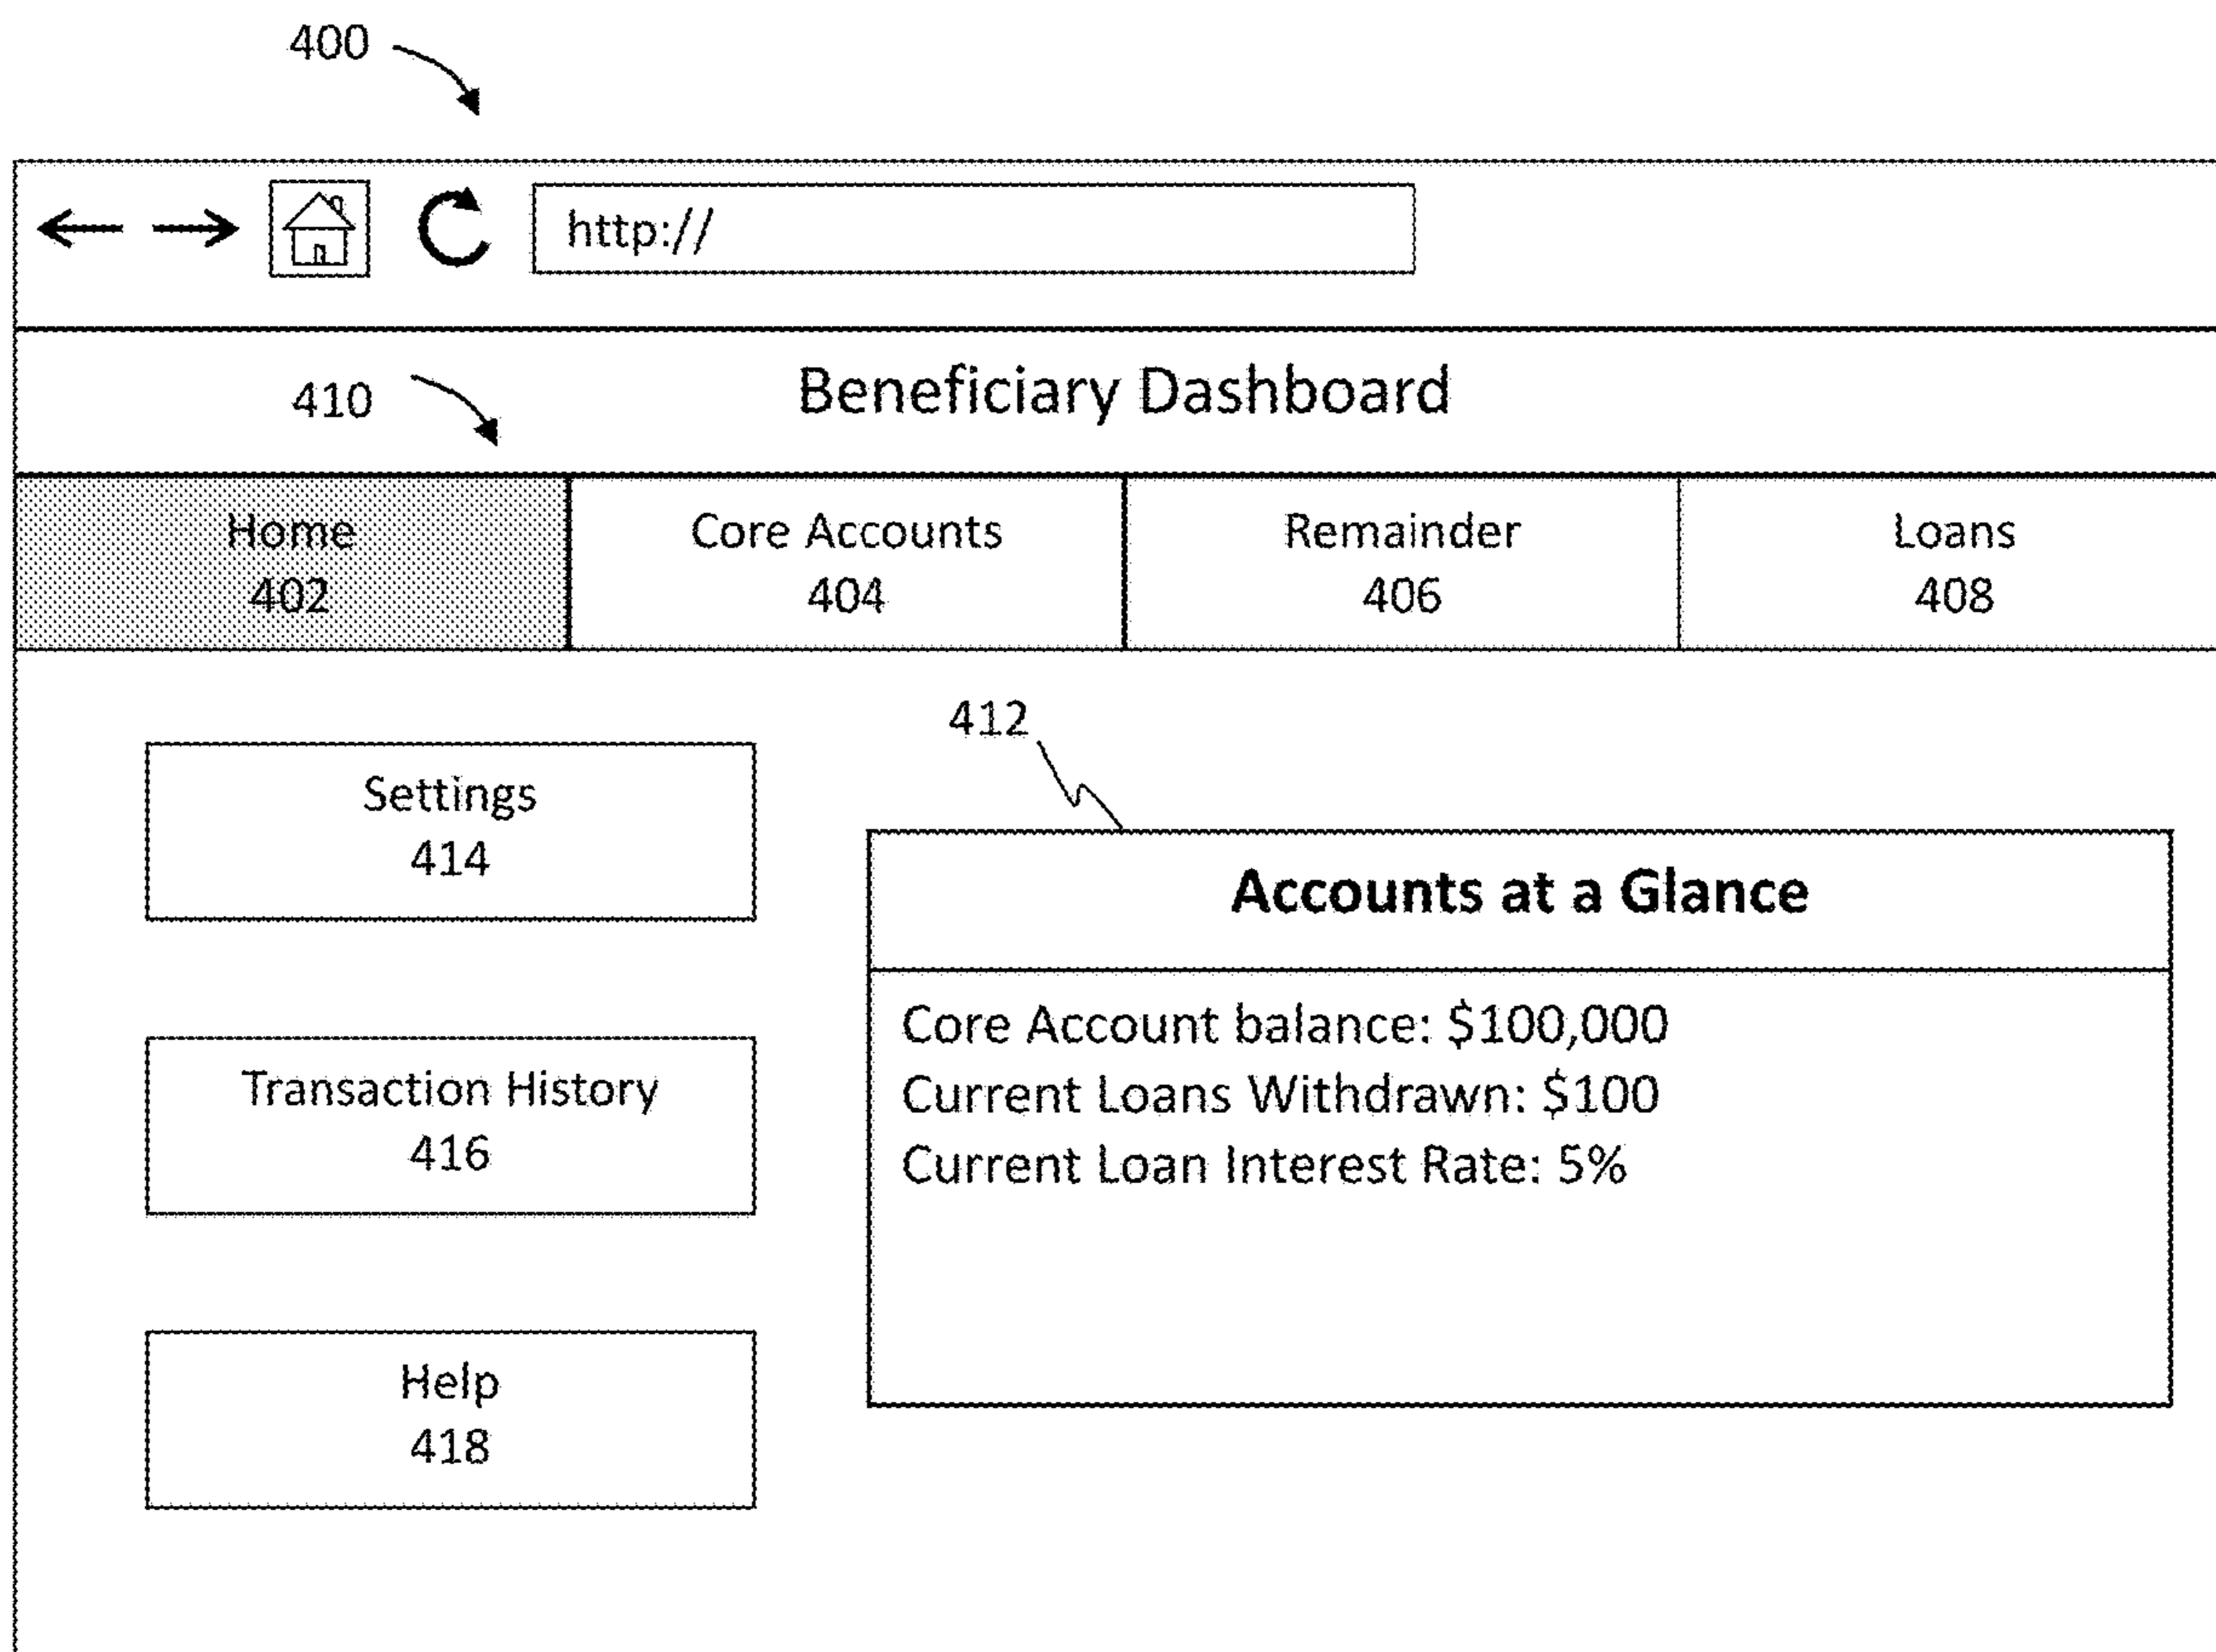 400
http://
Beneficiary Dashboard
410
Home
402
Core Accounts
404
Remainder
406
Loans
408
412
Settings
414
Transaction History
416
Help
418
Accounts at a Glance
Core Account balance: $100,000
Current Loans Withdrawn: $100
Current Loan Interest Rate: 5%